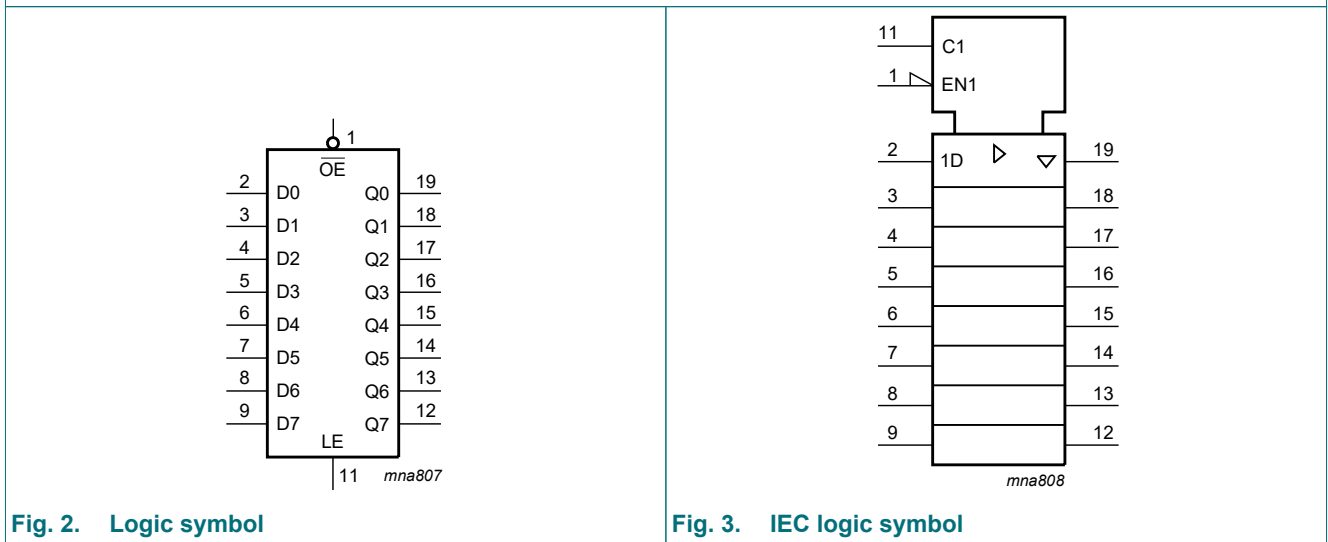 1
OE
2 D0 Q0 19
3 D1 Q1 18
4 D2 Q2 17
5 D3 Q3 16
6 D4 Q4 15
7 D5 Q5 14
8 D6 Q6 13
9 D7 Q7 12
LE
11 mna807
Fig. 2. Logic symbol
11 C1
1 EN1
2 1D 19
3 18
4 17
5 16
6 15
7 14
8 13
9 12
mna808
Fig. 3. IEC logic symbol